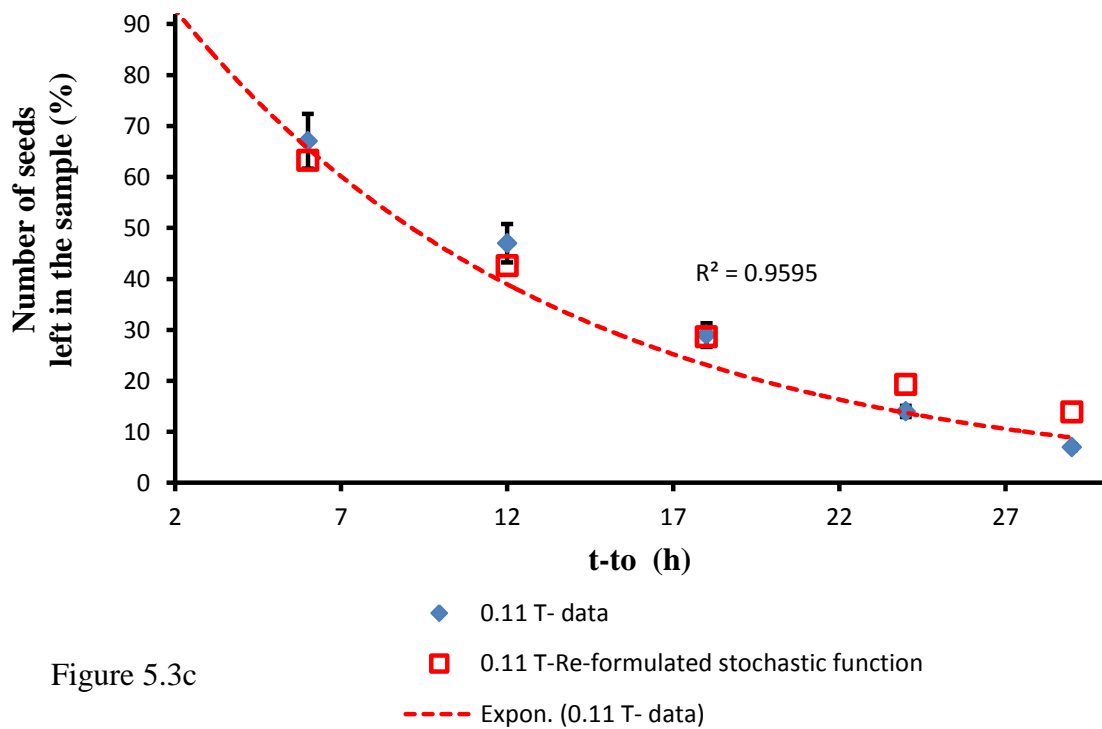 90
80
70
60
50
40
30
20
10
0
Number of seeds
left in the sample (%)
R² = 0.9595
2 7 12 17 22 27
t-to (h)
0.11 T- data
0.11 T-Re-formulated stochastic function
Expon. (0.11 T- data)
Figure 5.3c